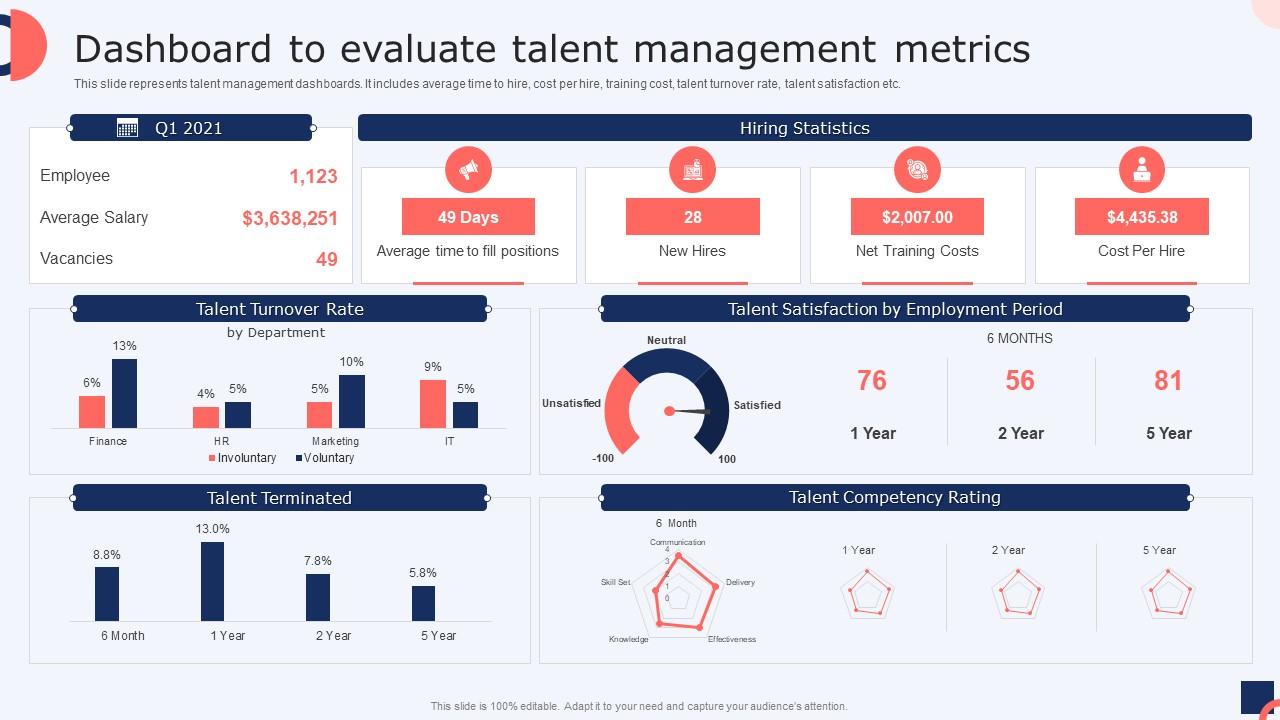 Dashboard to evaluate talent management metrics
This slide represents talent management dashboards. It includes average time to hire, cost per hire, training cost, talent turnover rate, talent satisfaction etc.
Q1 2021
Employee 1,123
Average Salary $3,638,251
Vacancies 49
Hiring Statistics
49 Days
Average time to fill positions
28
New Hires
$2,007.00
Net Training Costs
$4,435.38
Cost Per Hire
Talent Turnover Rate
by Department
6% 13% 4% 5% 5% 10% 9% 5%
Finance HR Marketing IT
Involuntary Voluntary
Talent Satisfaction by Employment Period
Neutral
Unsatisfied
Satisfied
-100 100
6 MONTHS
76 56 81
1 Year 2 Year 5 Year
Talent Terminated
8.8% 13.0% 7.8% 5.8%
6 Month 1 Year 2 Year 5 Year
Talent Competency Rating
6 Month
Communication
4
3
2
1
0
Skill Set
Delivery
Knowledge
Effectiveness
1 Year 2 Year 5 Year
This slide is 100% editable. Adapt it to your need and capture your audience's attention.